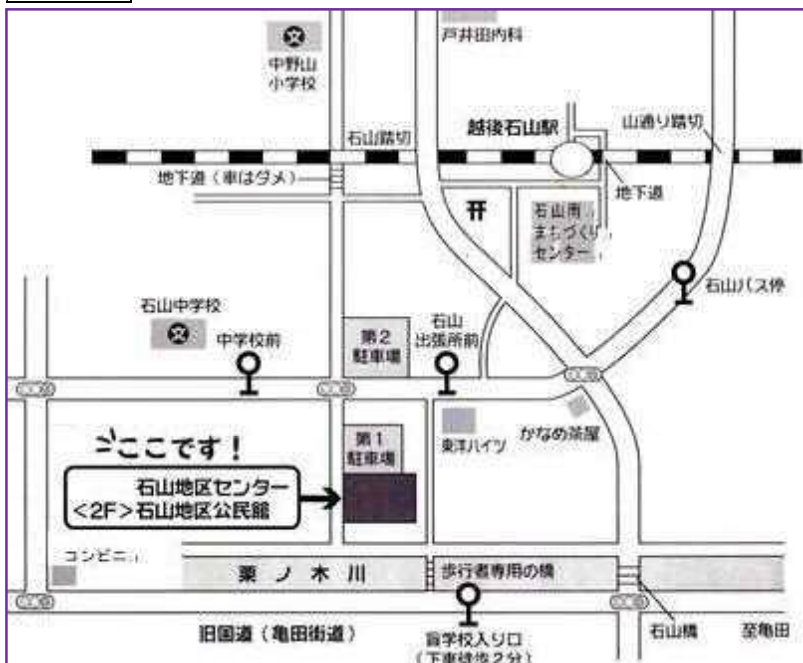 戸井田内科
文
中野山
小学校
越後石山駅
山通り踏切
石山踏切
地下道（車はダメ）
地下道
石山南
まちづくり
センター
石山バス停
石山中学校
文
中学校前
第2
駐車場
石山
出張所前
ここです！
第1
駐車場
東洋ハイツ
かなめ茶屋
石山地区センター
<2F>石山地区公民館
コンビニ
栗ノ木川
歩行者専用の橋
旧国道（亀田街道）
盲学校入り口
（下車徒歩2分）
石山橋
至亀田